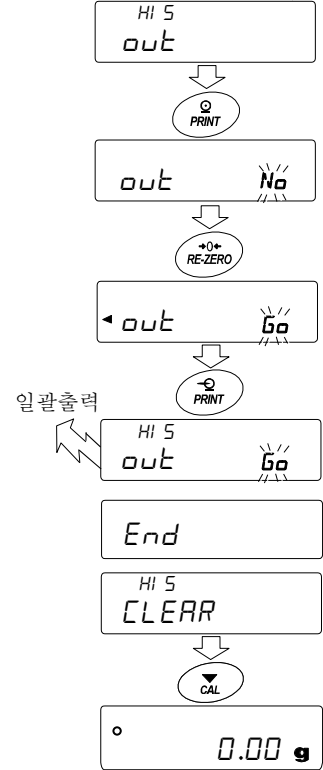 HI 5
out
PRINT
out No
→0←
RE-ZERO
out Go
PRINT
일괄출력
HI 5
out Go
End
HI 5
CLEAR
CAL
0.00 g